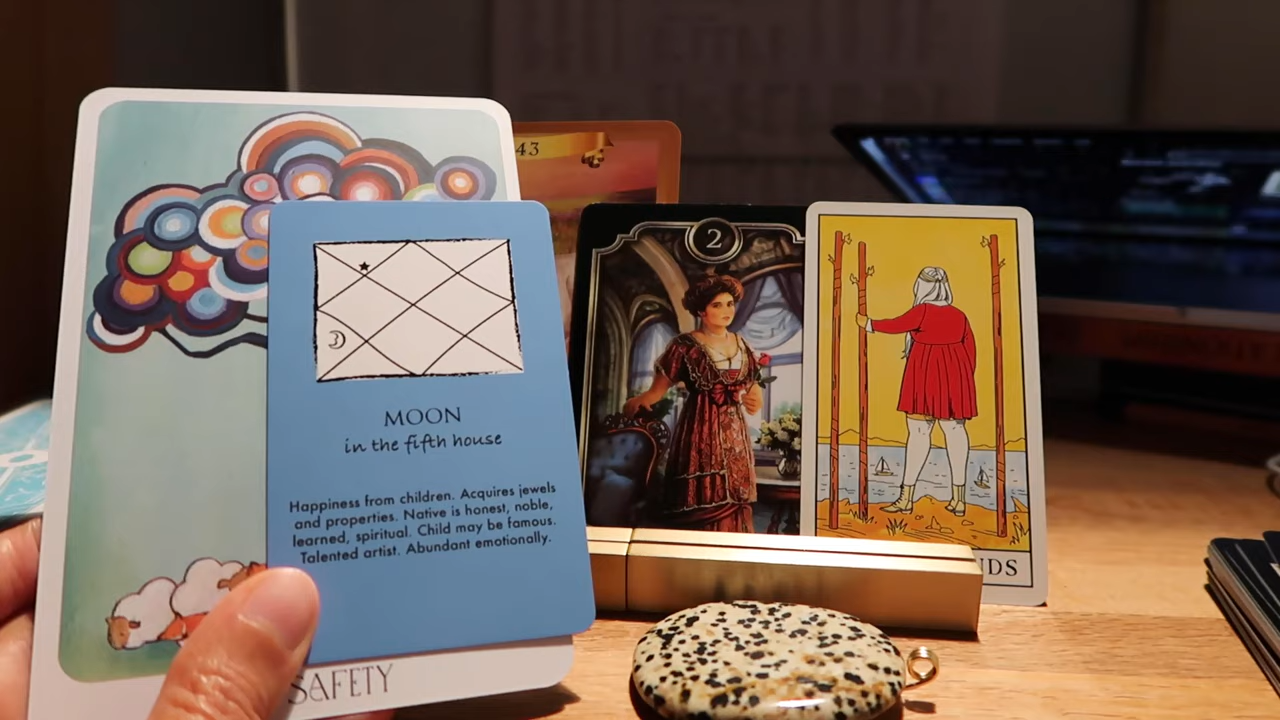 43
2
MOON
in the fifth house
Happiness from children. Acquires jewels
and properties. Native is honest, noble,
learned, spiritual. Child may be famous.
Talented artist. Abundant emotionally.
NDS
SAFETY